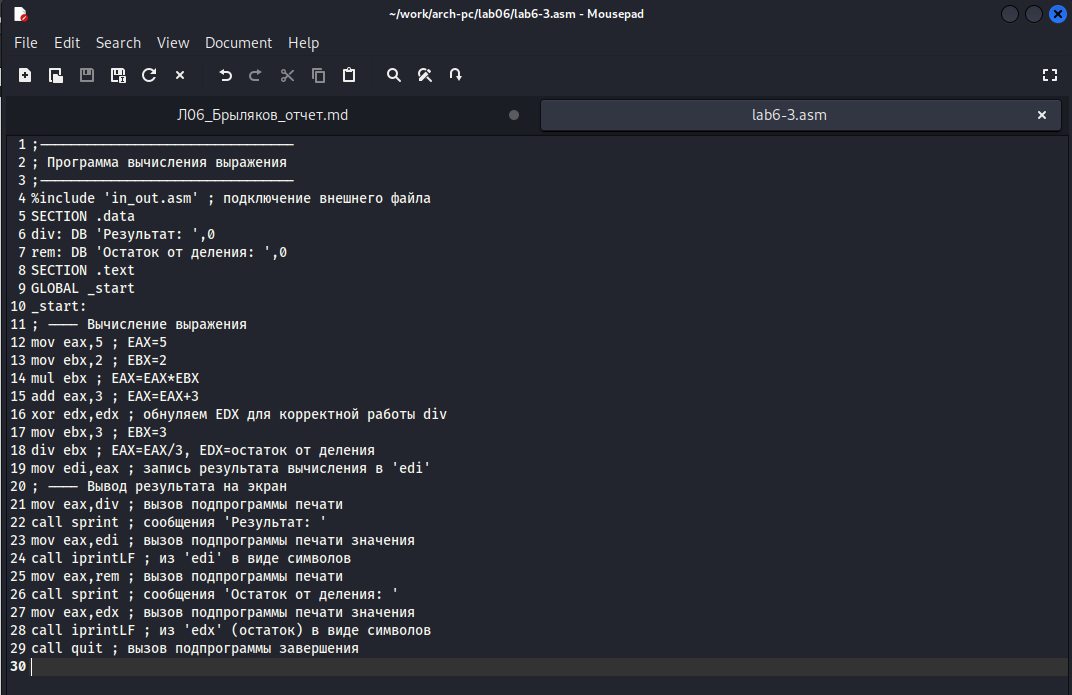 ~/work/arch-pc/lab06/lab6-3.asm - Mousepad
File Edit Search View Document Help
Л06_Брыляков_отчет.md
lab6-3.asm
1 ;--------------------------------
2 ; Программа вычисления выражения
3 ;--------------------------------
4 %include 'in_out.asm' ; подключение внешнего файла
5 SECTION .data
6 div: DB 'Результат: ',0
7 rem: DB 'Остаток от деления: ',0
8 SECTION .text
9 GLOBAL _start
10 _start:
11 ; ---- Вычисление выражения
12 mov eax,5 ; EAX=5
13 mov ebx,2 ; EBX=2
14 mul ebx ; EAX=EAX*EBX
15 add eax,3 ; EAX=EAX+3
16 xor edx,edx ; обнуляем EDX для корректной работы div
17 mov ebx,3 ; EBX=3
18 div ebx ; EAX=EAX/3, EDX=остаток от деления
19 mov edi,eax ; запись результата вычисления в 'edi'
20 ; ---- Вывод результата на экран
21 mov eax,div ; вызов подпрограммы печати
22 call sprint ; сообщения 'Результат: '
23 mov eax,edi ; вызов подпрограммы печати значения
24 call iprintLF ; из 'edi' в виде символов
25 mov eax,rem ; вызов подпрограммы печати
26 call sprint ; сообщения 'Остаток от деления: '
27 mov eax,edx ; вызов подпрограммы печати значения
28 call iprintLF ; из 'edx' (остаток) в виде символов
29 call quit ; вызов подпрограммы завершения
30